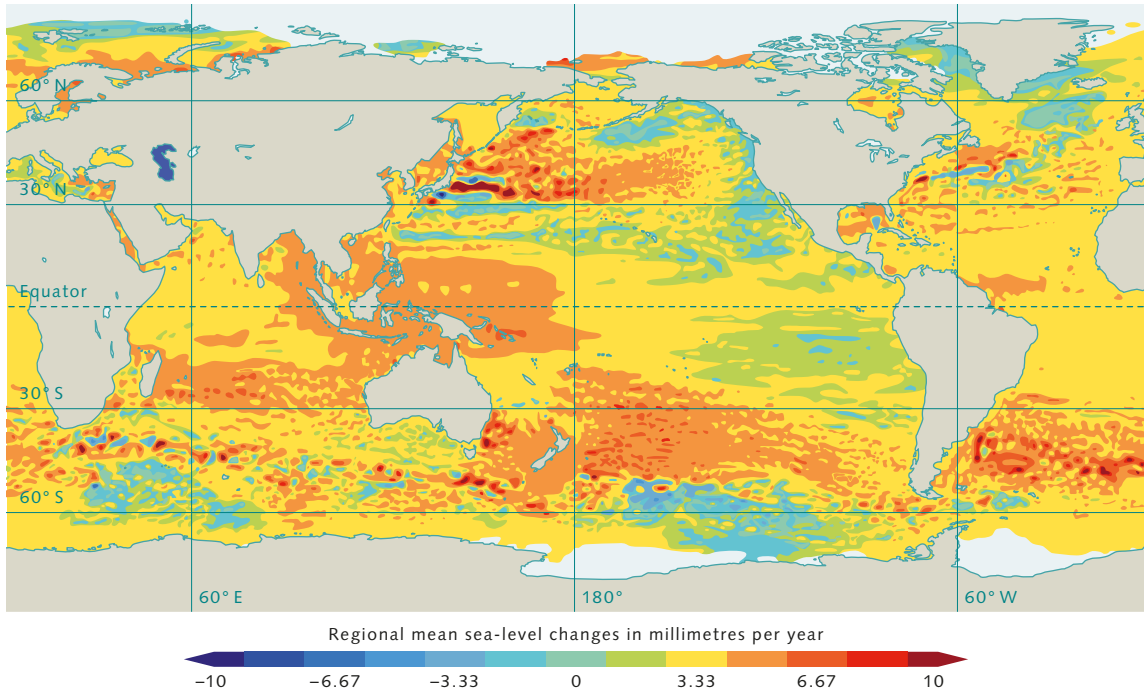 60° N
30° N
Equator
30° S
60° S
60° E
180°
60° W
Regional mean sea-level changes in millimetres per year
−10
−6.67
−3.33
0
3.33
6.67
10